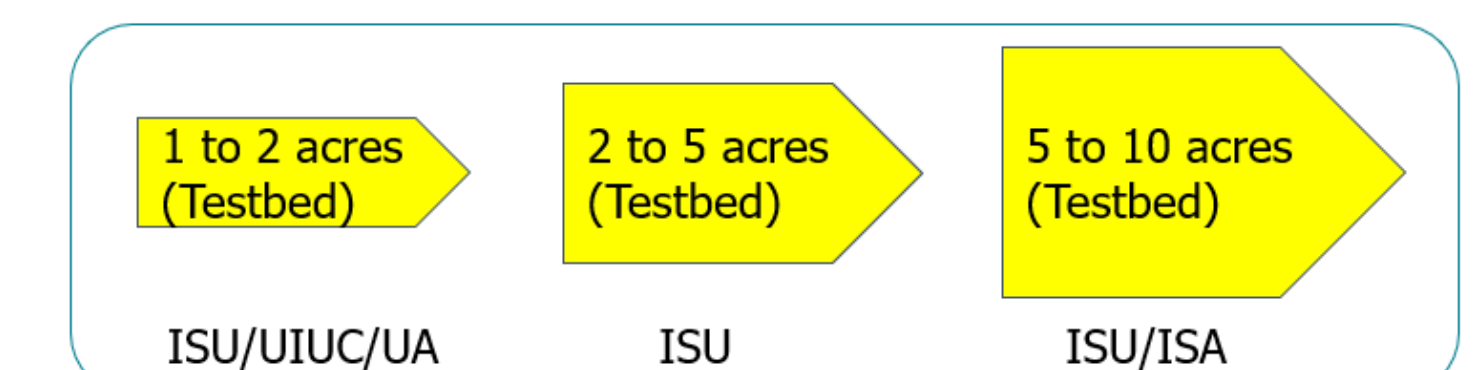 1 to 2 acres
(Testbed)
2 to 5 acres
(Testbed)
5 to 10 acres
(Testbed)
ISU/UIUC/UA
ISU
ISU/ISA